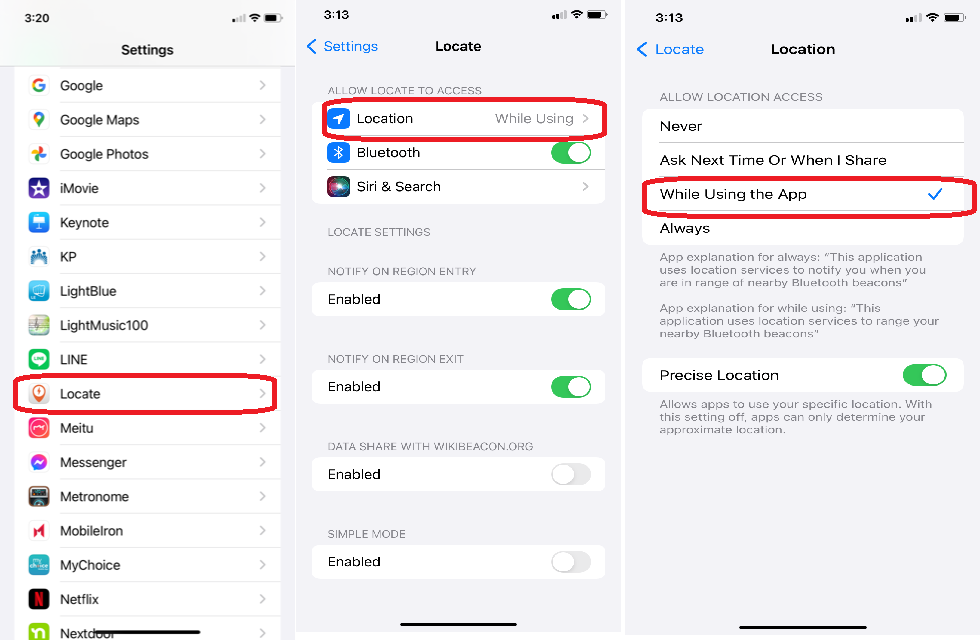 3:20
Settings
Google
Google Maps
Google Photos
iMovie
Keynote
KP
LightBlue
LightMusic100
LINE
Locate
Meitu
Messenger
Metronome
MobileIron
MyChoice
Netflix
Nextdoor
3:13
Settings
Locate
ALLOW LOCATE TO ACCESS
Location While Using
Bluetooth
Siri & Search
LOCATE SETTINGS
NOTIFY ON REGION ENTRY
Enabled
NOTIFY ON REGION EXIT
Enabled
DATA SHARE WITH WIKIBEACON.ORG
Enabled
SIMPLE MODE
Enabled
3:13
Locate
Location
ALLOW LOCATION ACCESS
Never
Ask Next Time Or When I Share
While Using the App
Always
App explanation for always: “This application
uses location services to notify you when you
are in range of nearby Bluetooth beacons”
App explanation for while using: “This
application uses location services to range your
nearby Bluetooth beacons”
Precise Location
Allows apps to use your specific location. With
this setting off, apps can only determine your
approximate location.